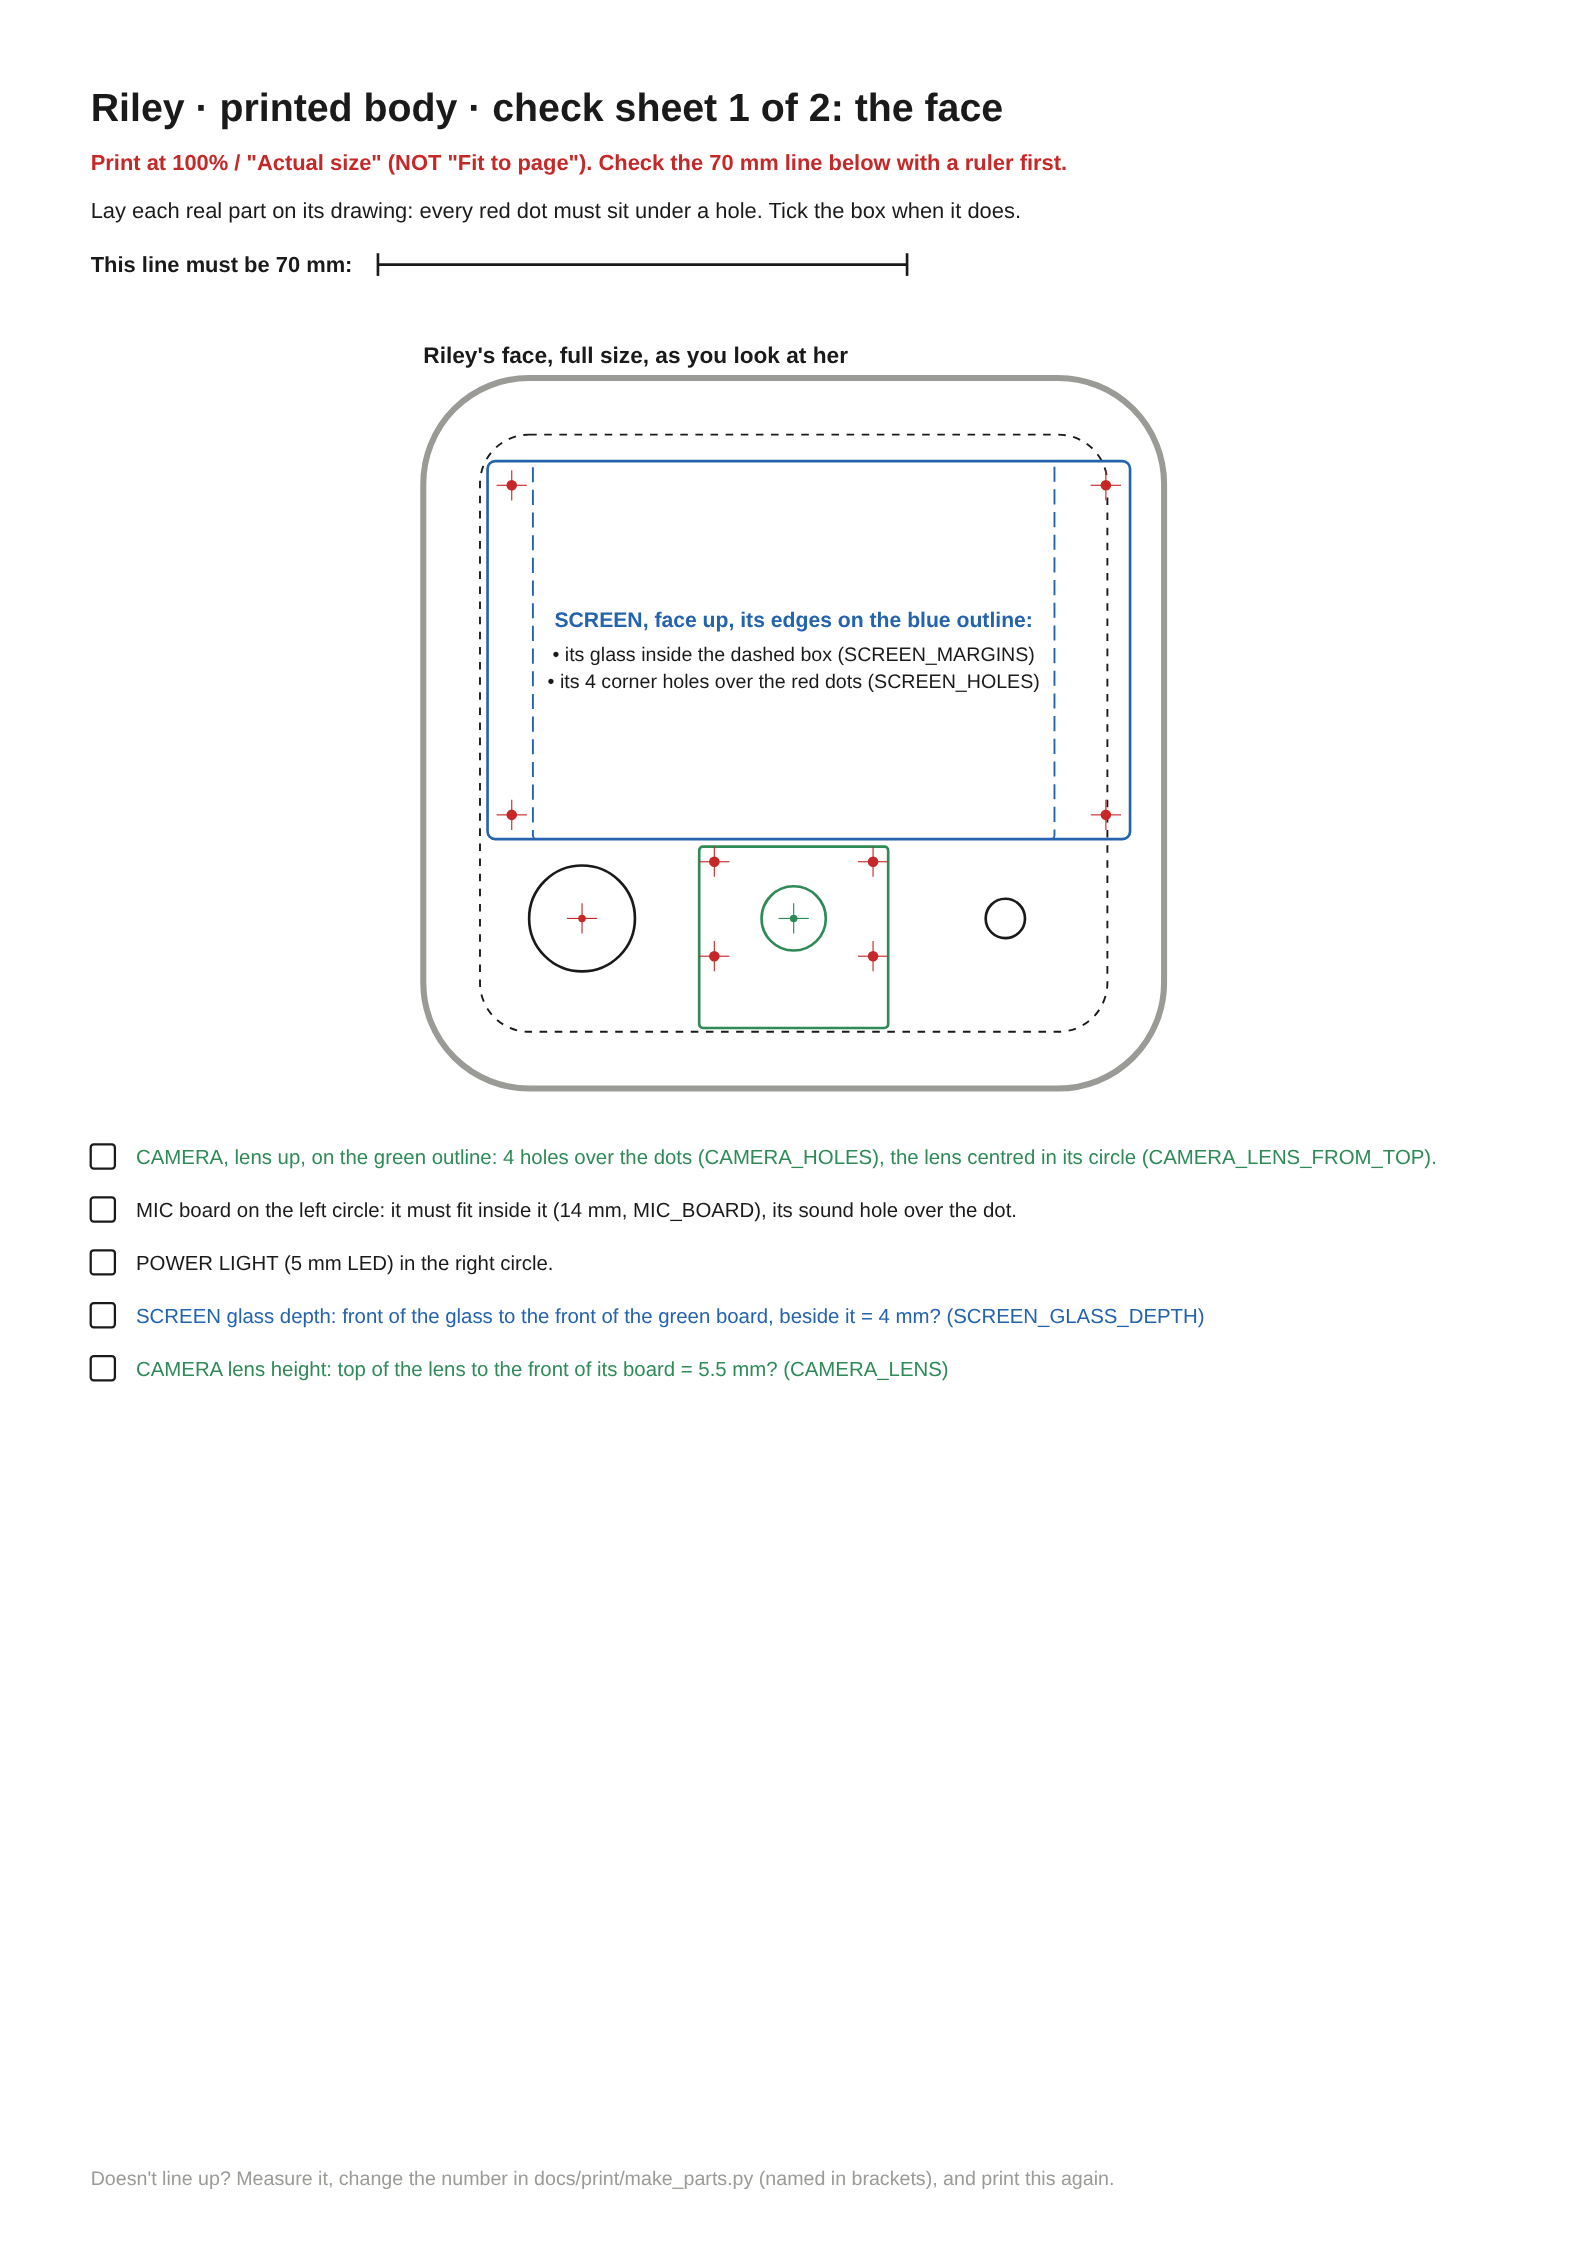 Riley · printed body · check sheet 1 of 2: the face
Print at 100% / "Actual size" (NOT "Fit to page"). Check the 70 mm line below with a ruler first.
Lay each real part on its drawing: every red dot must sit under a hole. Tick the box when it does.
This line must be 70 mm:
Riley's face, full size, as you look at her
SCREEN, face up, its edges on the blue outline:
• its glass inside the dashed box (SCREEN_MARGINS)
• its 4 corner holes over the red dots (SCREEN_HOLES)
CAMERA, lens up, on the green outline: 4 holes over the dots (CAMERA_HOLES), the lens centred in its circle (CAMERA_LENS_FROM_TOP).
MIC board on the left circle: it must fit inside it (14 mm, MIC_BOARD), its sound hole over the dot.
POWER LIGHT (5 mm LED) in the right circle.
SCREEN glass depth: front of the glass to the front of the green board, beside it = 4 mm? (SCREEN_GLASS_DEPTH)
CAMERA lens height: top of the lens to the front of its board = 5.5 mm? (CAMERA_LENS)
Doesn't line up? Measure it, change the number in docs/print/make_parts.py (named in brackets), and print this again.